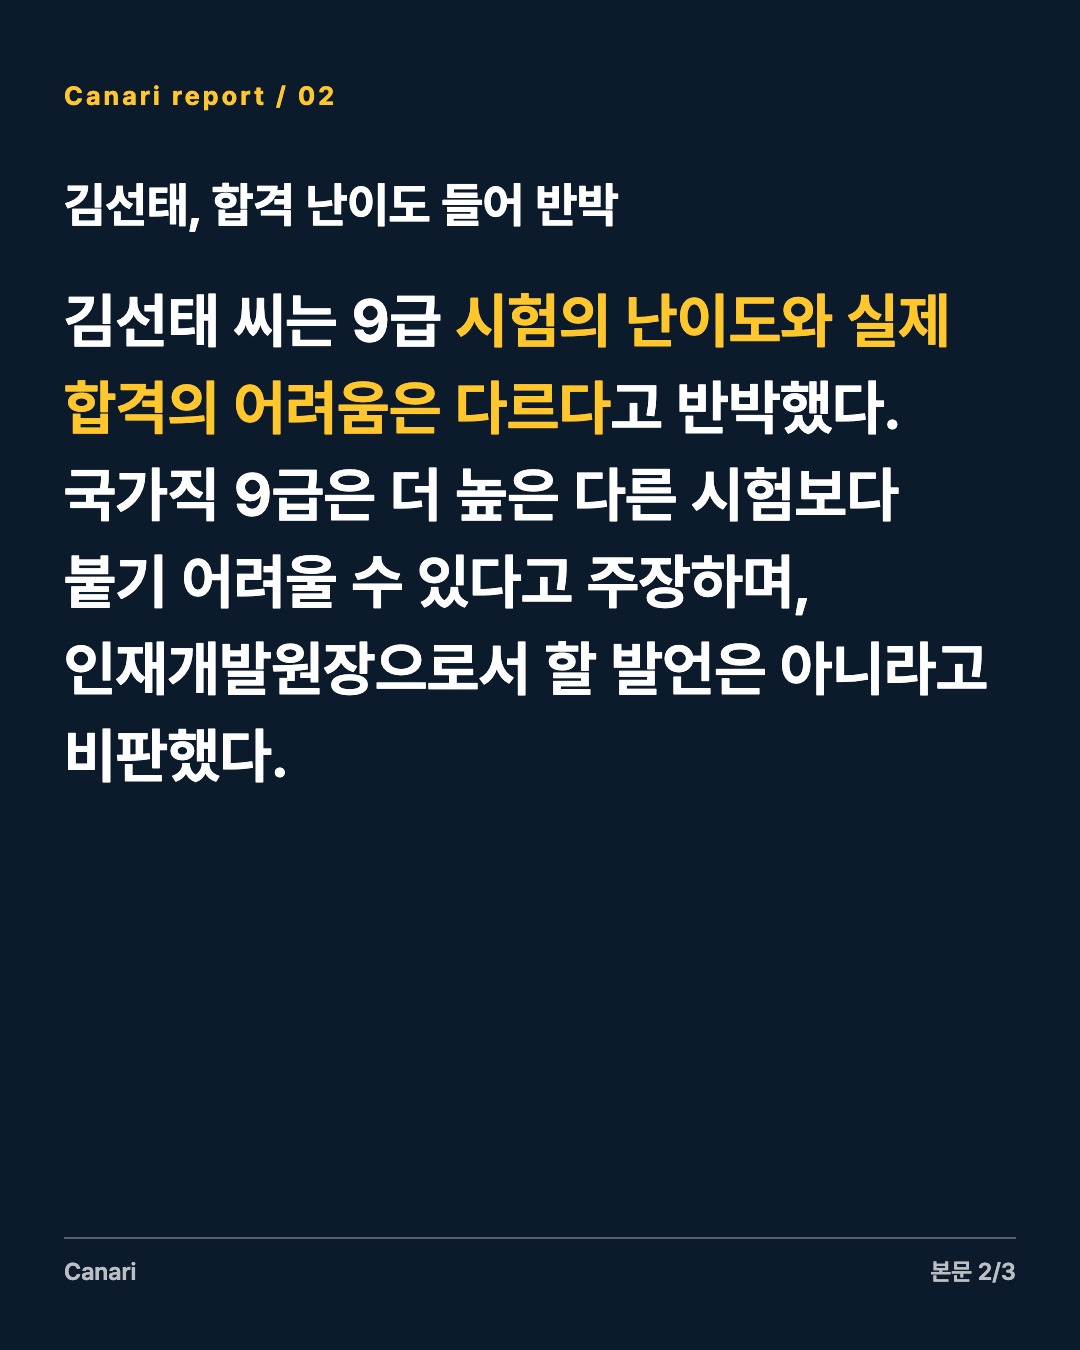 Canari report / 02
김선태, 합격 난이도 들어 반박
김선태 씨는 9급 시험의 난이도와 실제
합격의 어려움은 다르다고 반박했다.
국가직 9급은 더 높은 다른 시험보다
붙기 어려울 수 있다고 주장하며,
인재개발원장으로서 할 발언은 아니라고
비판했다.
Canari
본문 2/3